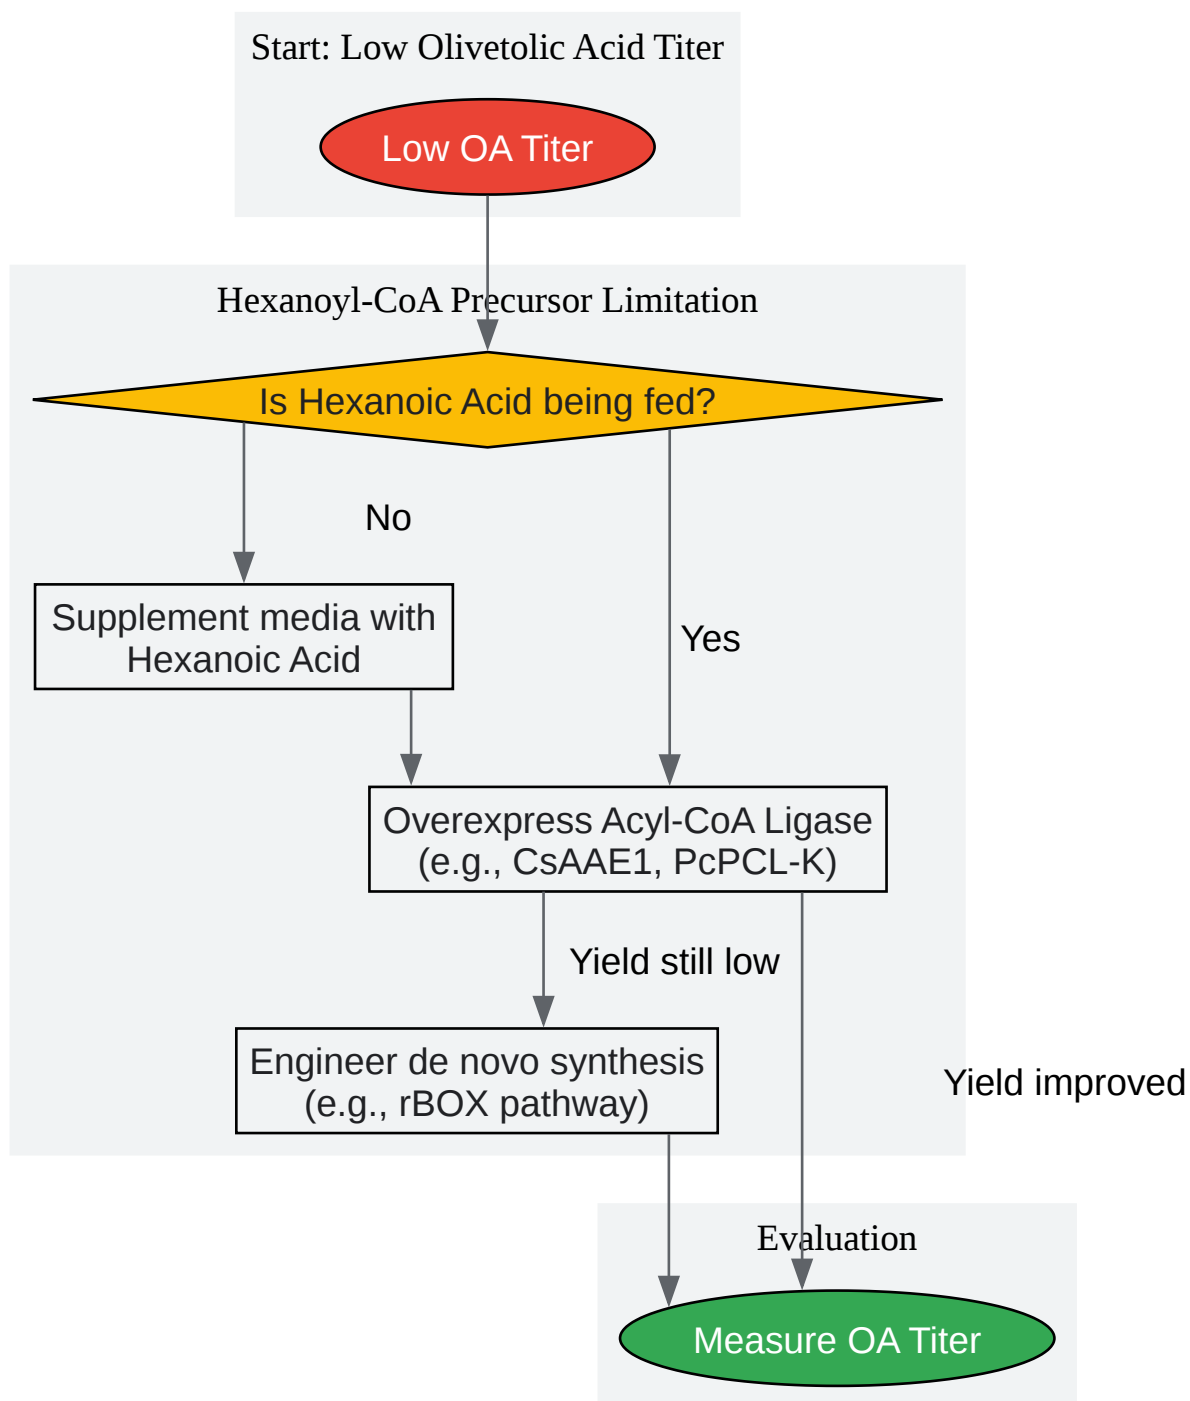 Start: Low Olivetolic Acid Titer
Low OA Titer
Hexanoyl-CoA Precursor Limitation
Is Hexanoic Acid being fed?
No
Supplement media with
Hexanoic Acid
Yes
Overexpress Acyl-CoA Ligase
(e.g., CsAAE1, PcPCL-K)
Yield still low
Engineer de novo synthesis
(e.g., rBOX pathway)
Yield improved
Evaluation
Measure OA Titer